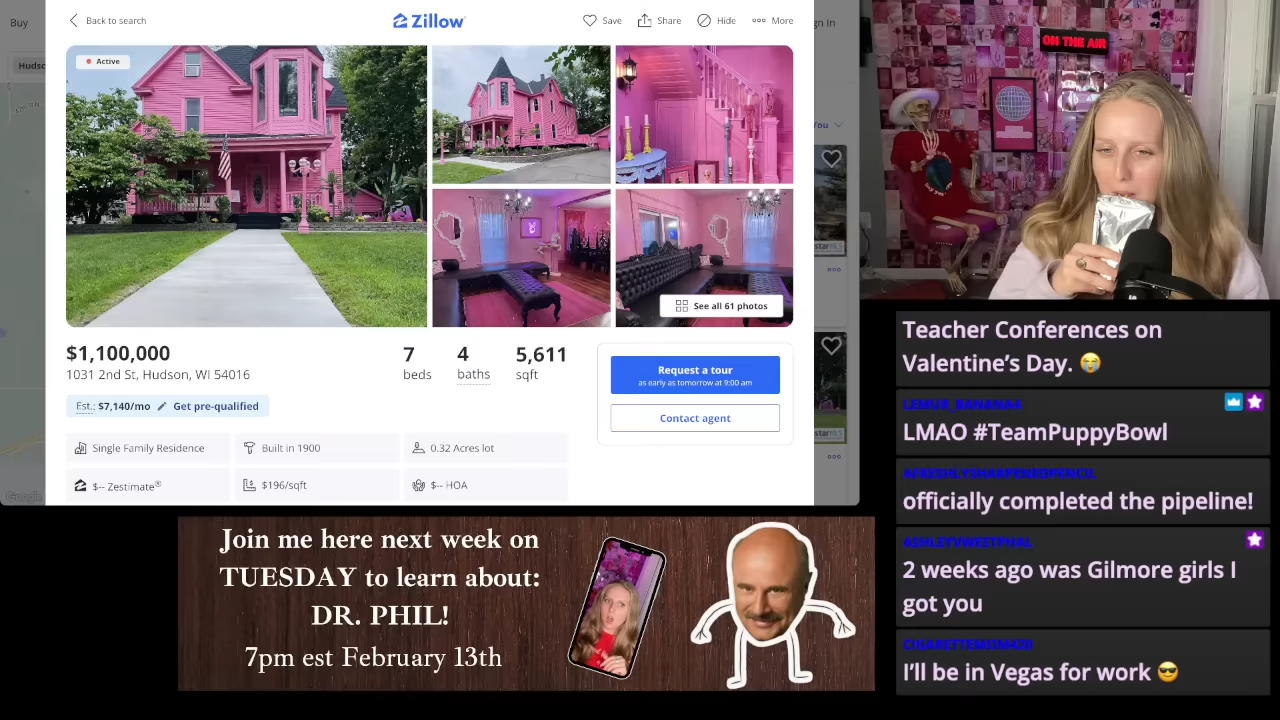 Buy
Back to search
Zillow
Save
Share
Hide
More
Hudso
Active
ON THE AIR
You
See all 61 photos
$1,100,000
1031 2nd St, Hudson, WI 54016
7
beds
4
baths
5,611
sqft
Request a tour
as early as tomorrow at 9:00 am
Contact agent
Est.: $7,140/mo
Get pre-qualified
Single Family Residence
Built in 1900
0.32 Acres lot
$-- Zestimate®
$196/sqft
$-- HOA
Google
Join me here next week on
TUESDAY to learn about:
DR. PHIL!
7pm est February 13th
Teacher Conferences on
Valentine's Day. 😭
LEMUR_BANANA4
LMAO #TeamPuppyBowl
AFRESHLYSHARPENEDPENCIL
officially completed the pipeline!
2 weeks ago was Gilmore girls I
got you
I'll be in Vegas for work 😎